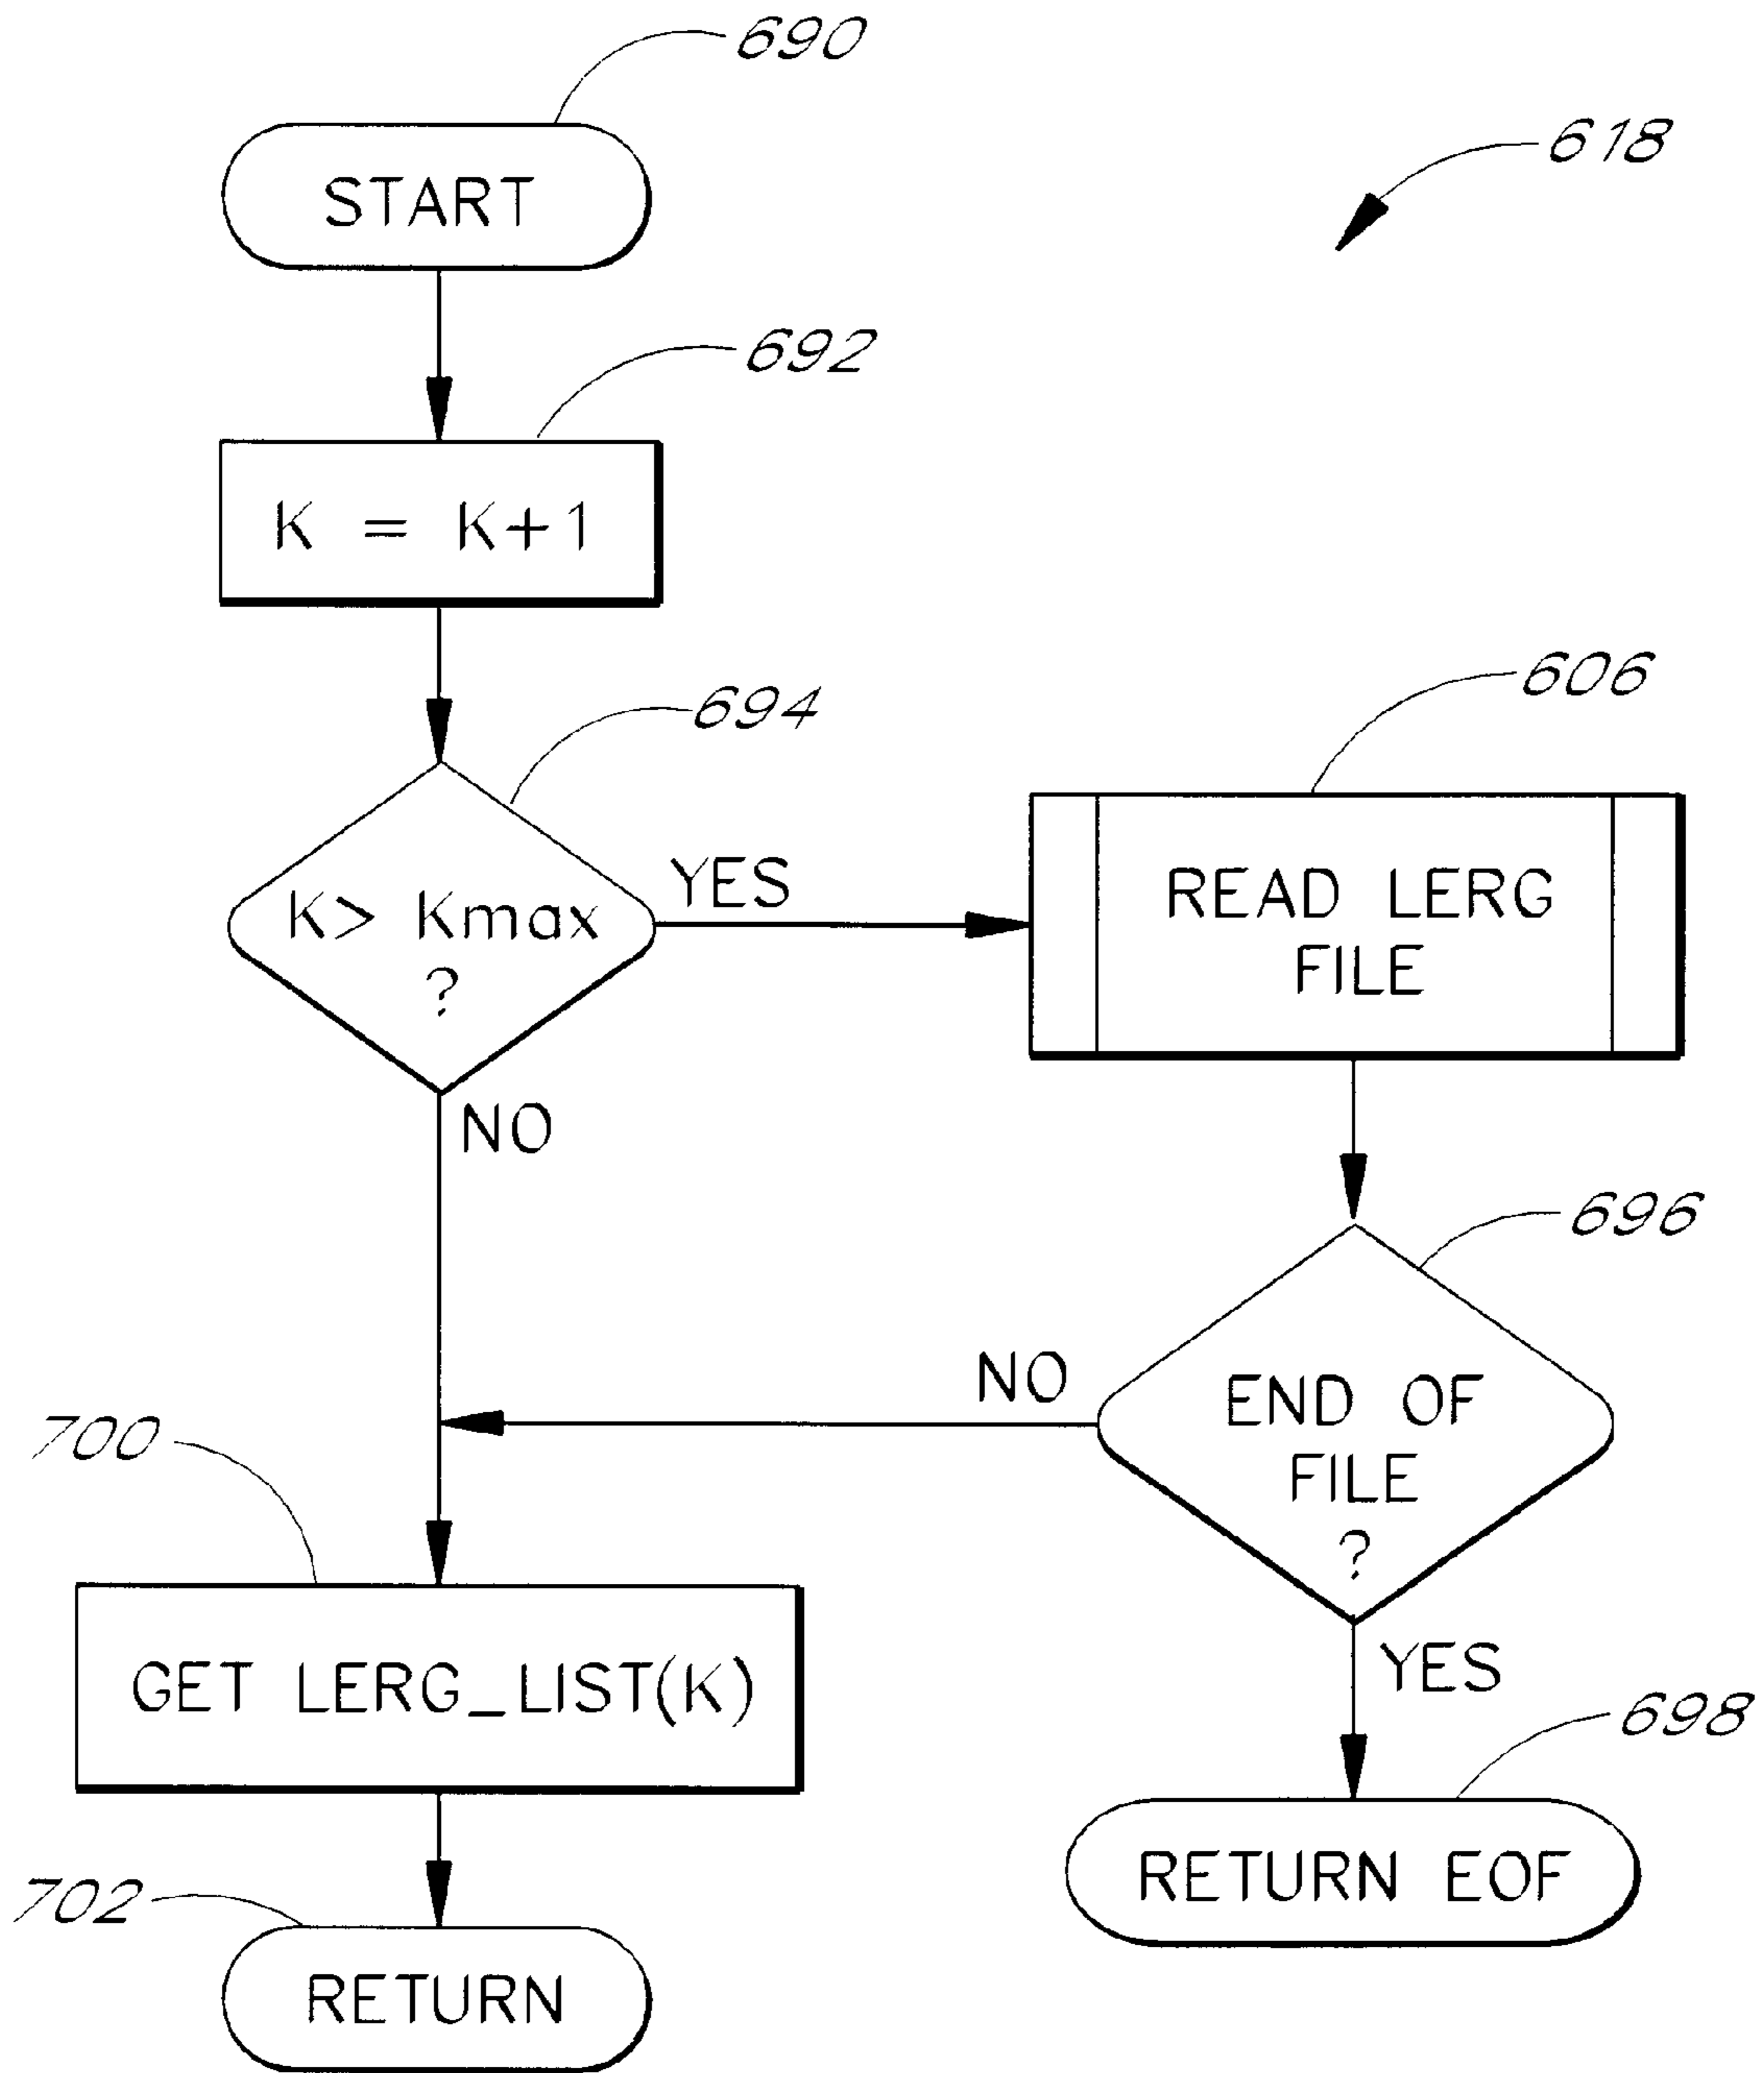 690
618
START
692
K = K+1
694
606
K> Kmax
?
YES
READ LERG
FILE
NO
696
NO
END OF
FILE
?
700
YES
GET LERG_LIST(K)
698
702
RETURN EOF
RETURN